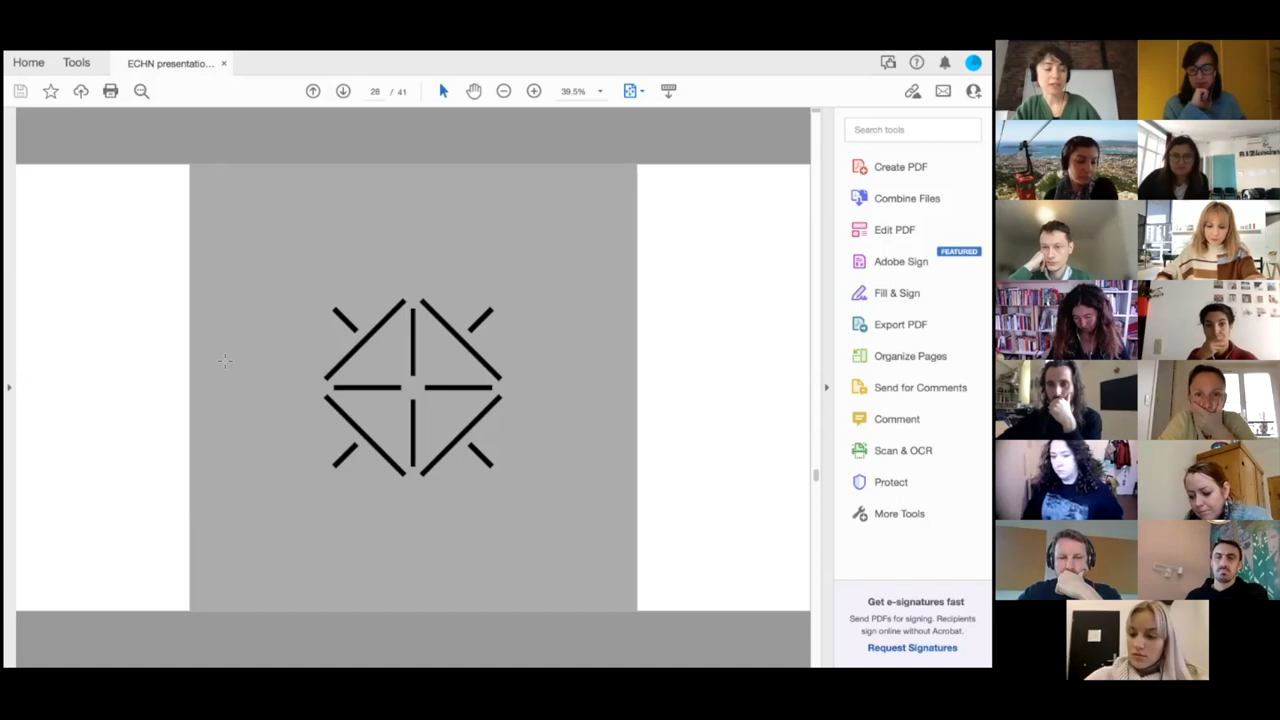 Home Tools ECHN presentatio... ×
28 / 41 39.5%
Search tools
Create PDF
Combine Files
Edit PDF
FEATURED
Adobe Sign
Fill & Sign
Export PDF
Organize Pages
Send for Comments
Comment
Scan & OCR
Protect
More Tools
Get e-signatures fast
Send PDFs for signing. Recipients
sign online without Acrobat.
Request Signatures